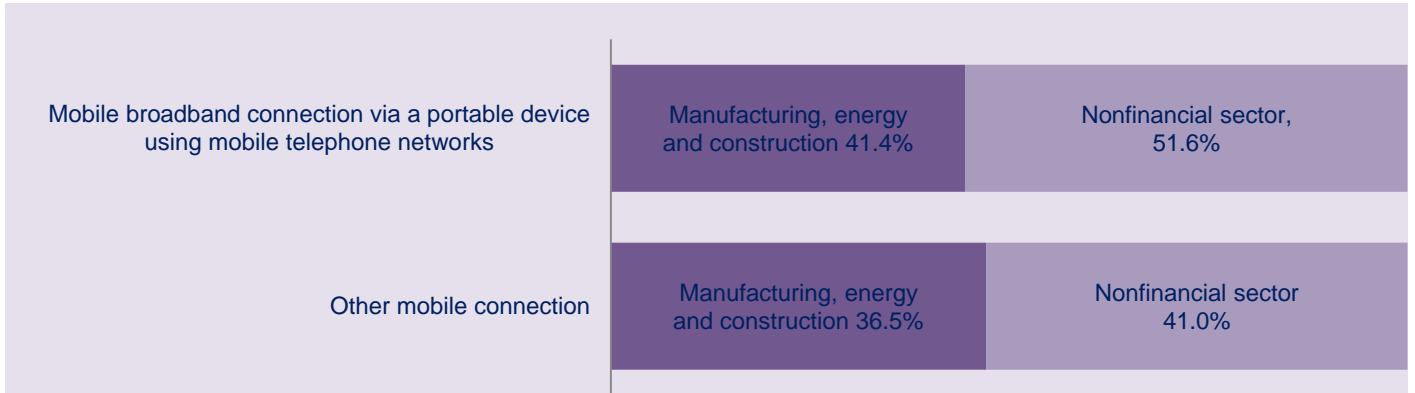 Mobile broadband connection via a portable device
using mobile telephone networks
Manufacturing, energy
and construction 41.4%
Nonfinancial sector,
51.6%
Other mobile connection
Manufacturing, energy
and construction 36.5%
Nonfinancial sector
41.0%